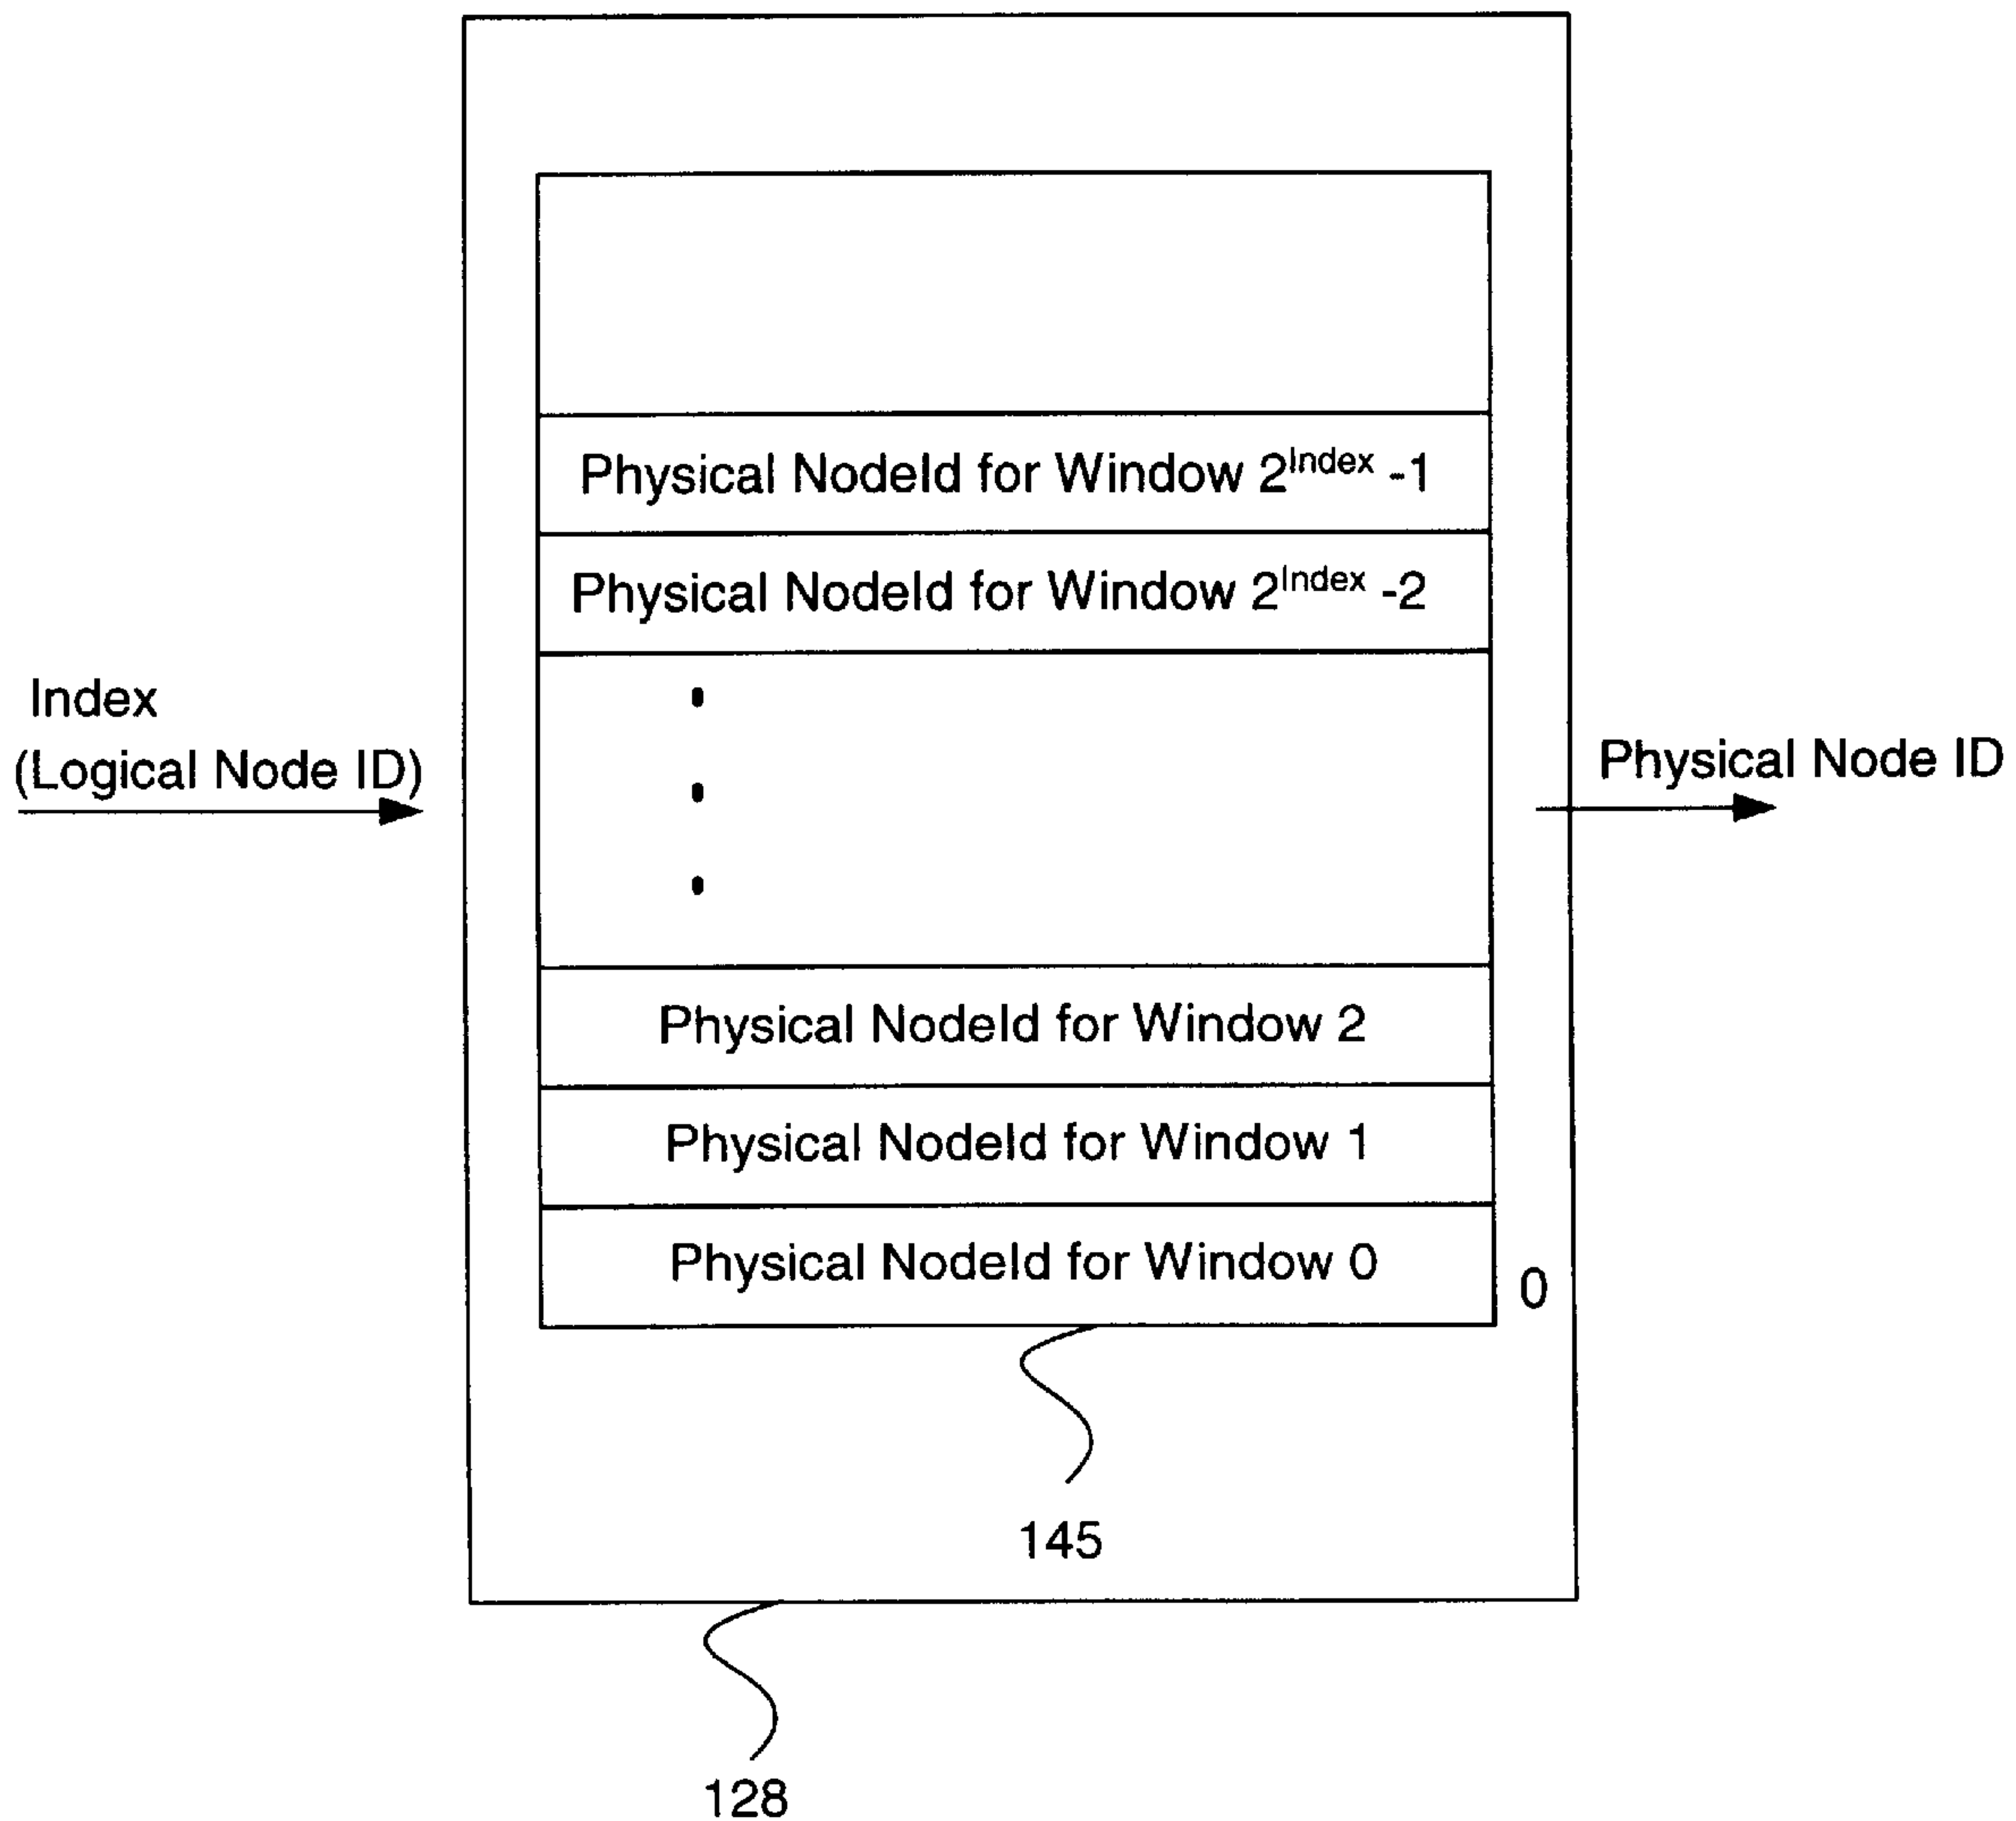 Physical NodeId for Window 2^Index -1
Physical NodeId for Window 2^Index -2
Index
(Logical Node ID)
Physical Node ID
Physical NodeId for Window 2
Physical NodeId for Window 1
Physical NodeId for Window 0
0
145
128